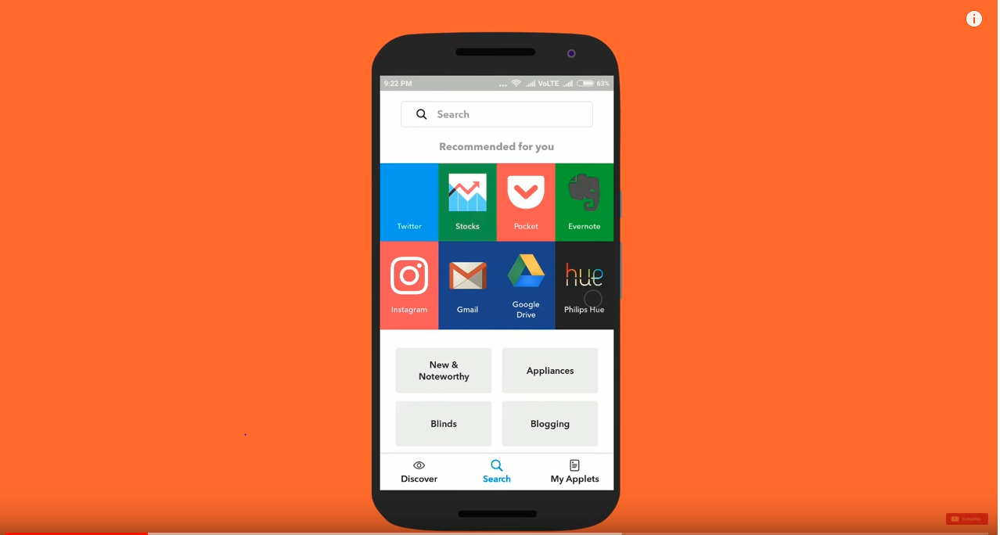 9:22 PM
... VoLTE 63%
Search
Recommended for you
Twitter
Stocks
Pocket
Evernote
Instagram
Gmail
Google
Drive
hue
Philips Hue
New &
Noteworthy
Appliances
Blinds
Blogging
Discover
Search
My Applets
i